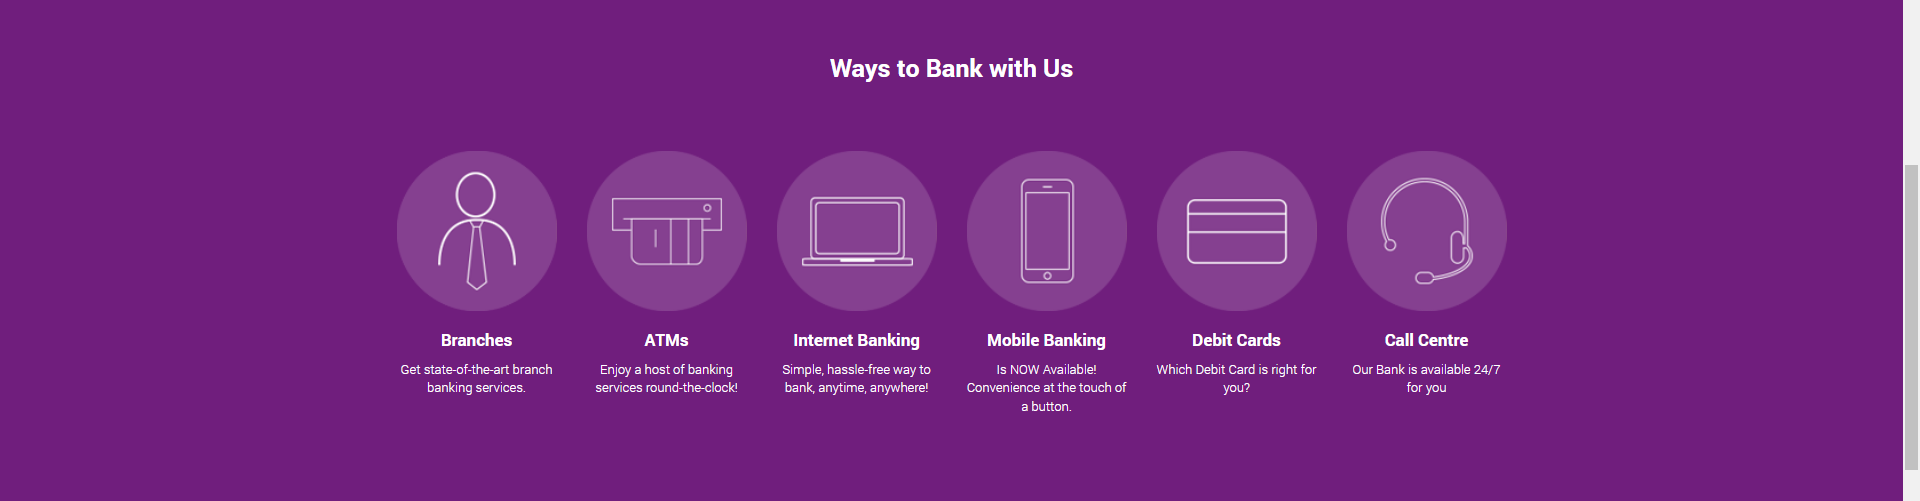 Ways to Bank with Us
Branches
Get state-of-the-art branch
banking services.
ATMs
Enjoy a host of banking
services round-the-clock!
Internet Banking
Simple, hassle-free way to
bank, anytime, anywhere!
Mobile Banking
Is NOW Available!
Convenience at the touch of
a button.
Debit Cards
Which Debit Card is right for
you?
Call Centre
Our Bank is available 24/7
for you